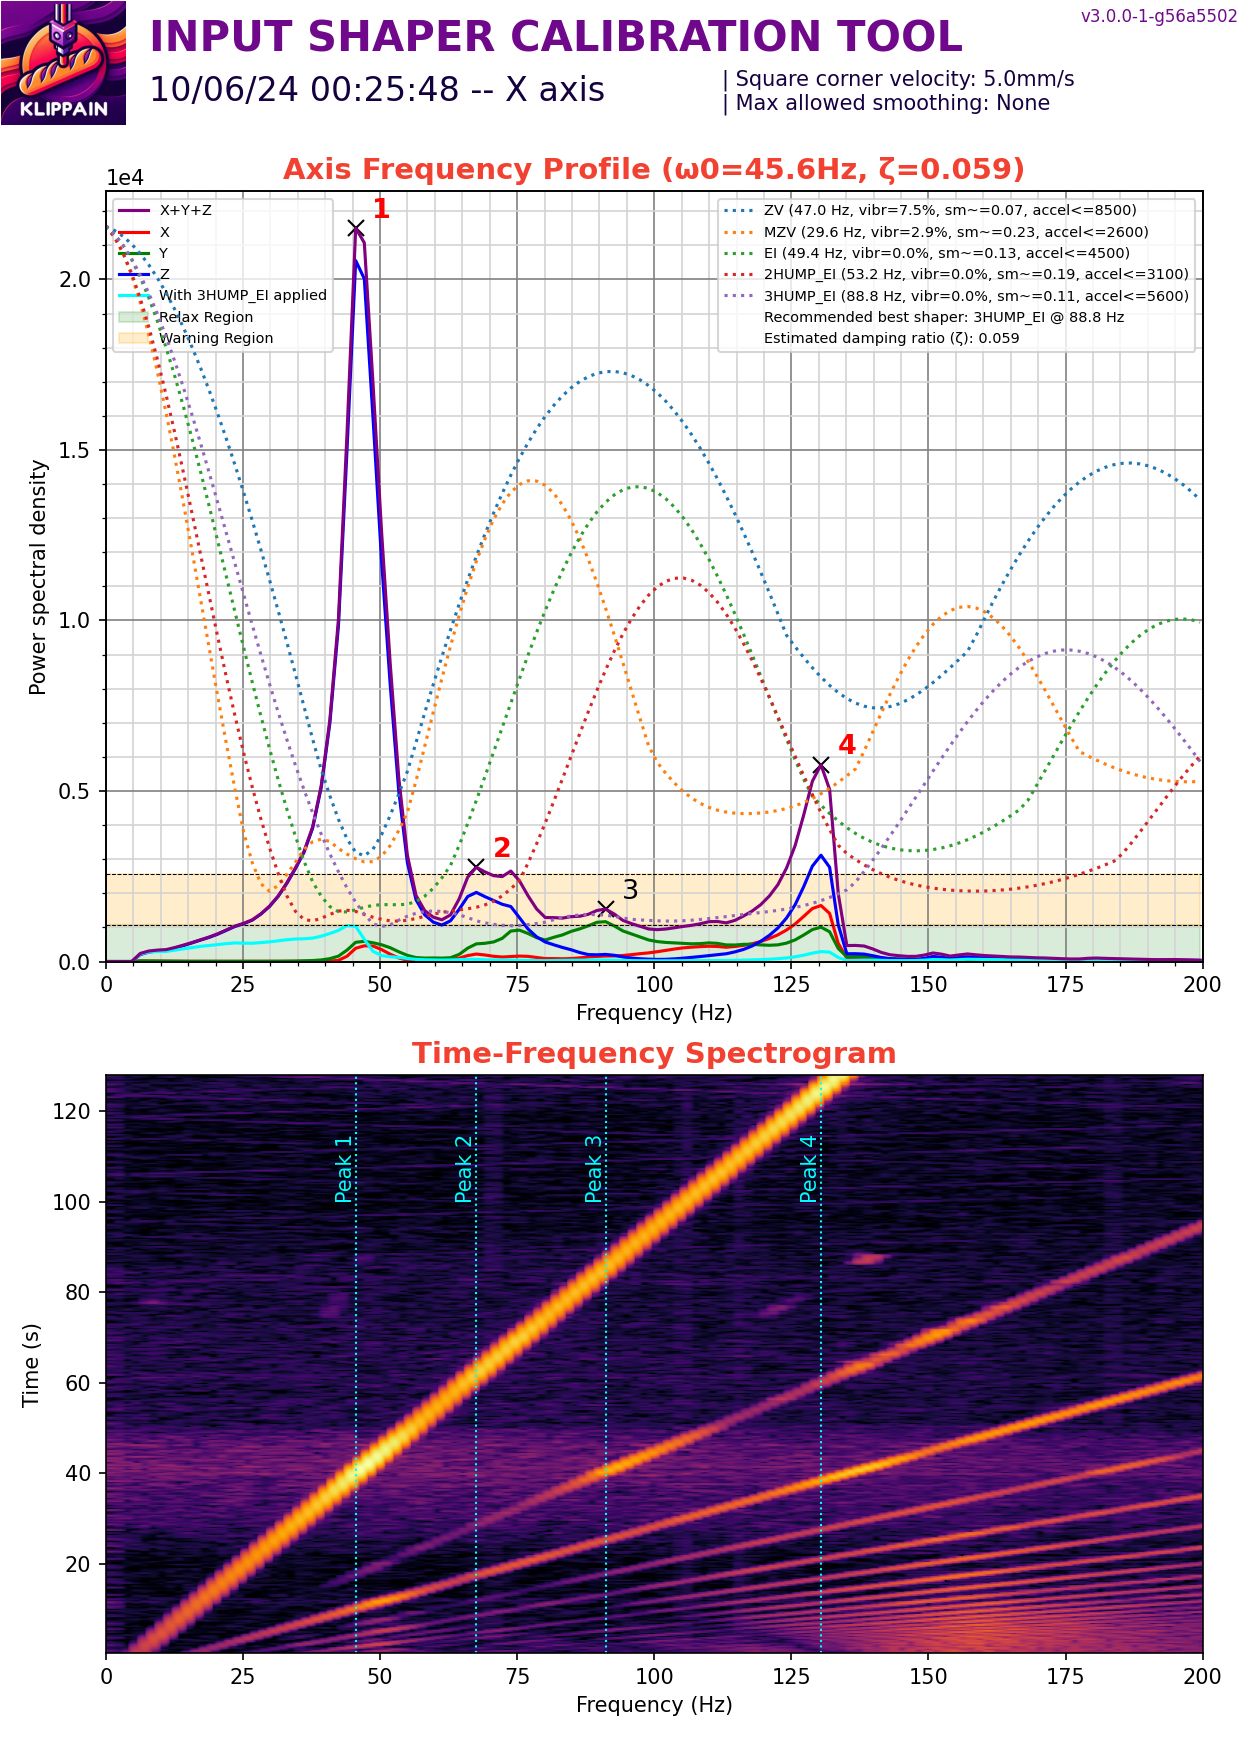 v3.0.0-1-g56a5502
INPUT SHAPER CALIBRATION TOOL
10/06/24 00:25:48 -- X axis
| Square corner velocity: 5.0mm/s
| Max allowed smoothing: None
KLIPPAIN
Axis Frequency Profile (ω0=45.6Hz, ζ=0.059)
1e4
X+Y+Z
X
Y
Z
With 3HUMP_EI applied
Relax Region
Warning Region
ZV (47.0 Hz, vibr=7.5%, sm~=0.07, accel<=8500)
MZV (29.6 Hz, vibr=2.9%, sm~=0.23, accel<=2600)
EI (49.4 Hz, vibr=0.0%, sm~=0.13, accel<=4500)
2HUMP_EI (53.2 Hz, vibr=0.0%, sm~=0.19, accel<=3100)
3HUMP_EI (88.8 Hz, vibr=0.0%, sm~=0.11, accel<=5600)
Recommended best shaper: 3HUMP_EI @ 88.8 Hz
Estimated damping ratio (ζ): 0.059
1
2
3
4
Power spectral density
2.0
1.5
1.0
0.5
0.0
0 25 50 75 100 125 150 175 200
Frequency (Hz)
Time-Frequency Spectrogram
Time (s)
120
100
80
60
40
20
Peak 1
Peak 2
Peak 3
Peak 4
0 25 50 75 100 125 150 175 200
Frequency (Hz)